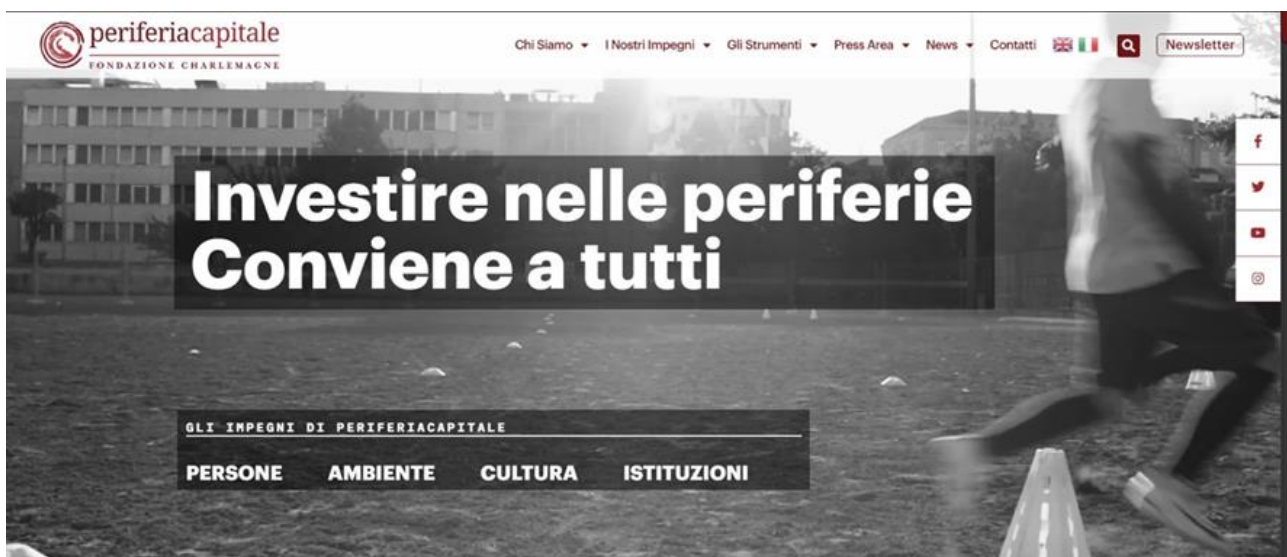 periferiacapitale
FONDAZIONE CHARLEMAGNE
Chi Siamo I Nostri Impegni Gli Strumenti Press Area News Contatti Newsletter
Investire nelle periferie
Conviene a tutti
GLI IMPEGNI DI PERIFERIACAPITALE
PERSONE AMBIENTE CULTURA ISTITUZIONI